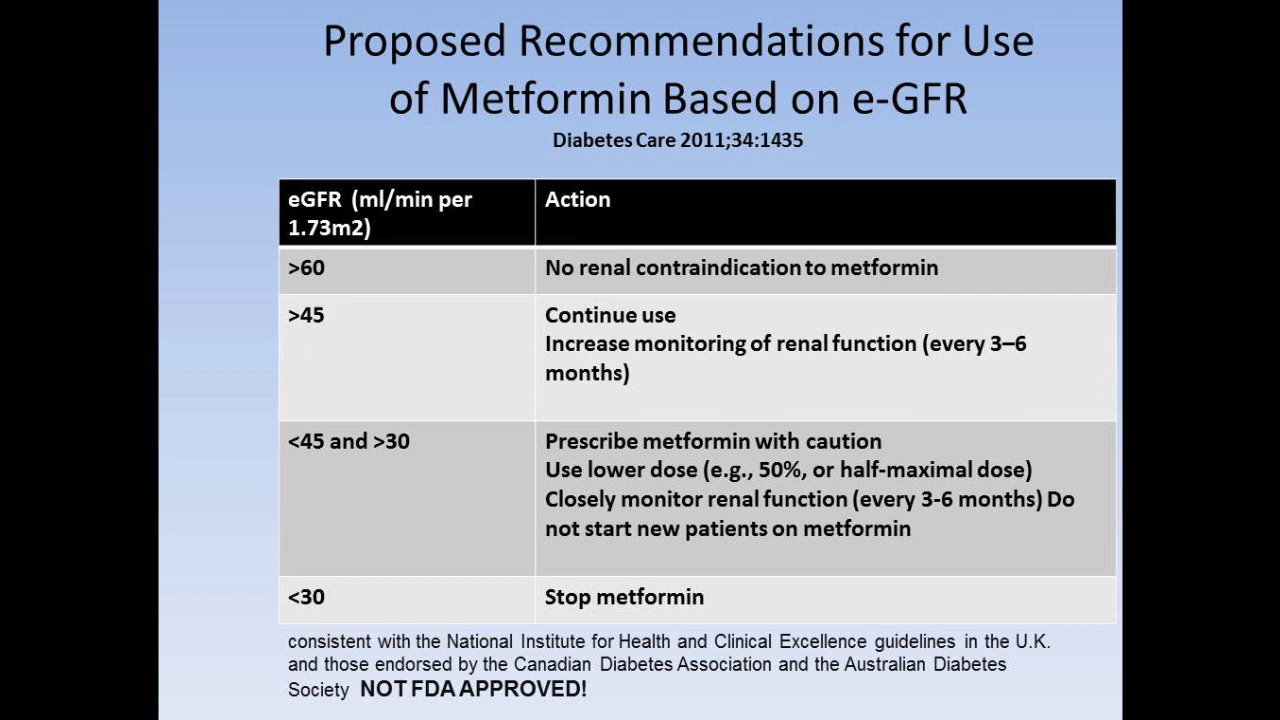 Proposed Recommendations for Use
of Metformin Based on e-GFR
Diabetes Care 2011;34:1435
eGFR (ml/min per
1.73m2)
Action
>60
No renal contraindication to metformin
>45
Continue use
Increase monitoring of renal function (every 3–6
months)
<45 and >30
Prescribe metformin with caution
Use lower dose (e.g., 50%, or half-maximal dose)
Closely monitor renal function (every 3-6 months) Do
not start new patients on metformin
<30
Stop metformin
consistent with the National Institute for Health and Clinical Excellence guidelines in the U.K.
and those endorsed by the Canadian Diabetes Association and the Australian Diabetes
Society NOT FDA APPROVED!